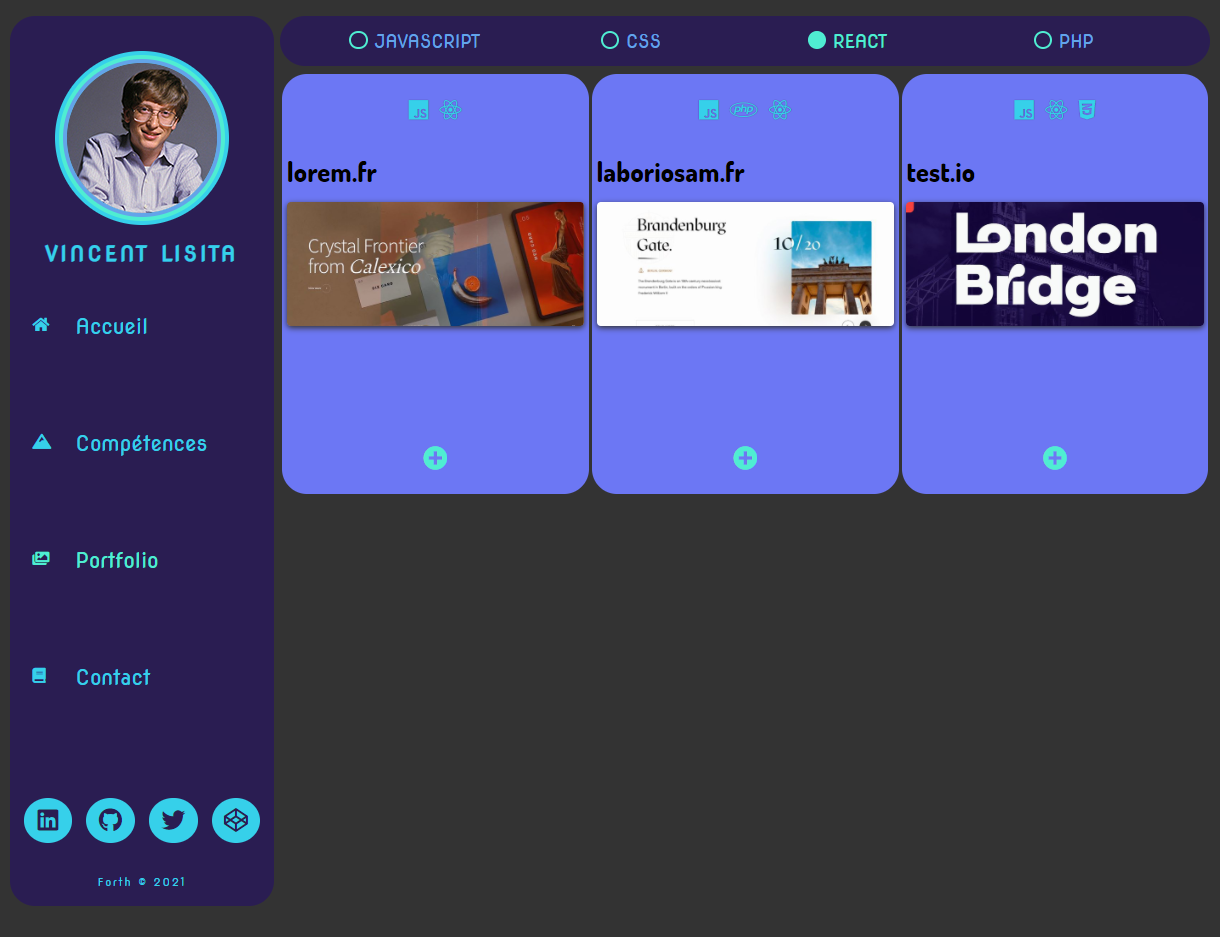 VINCENT LISITA
Accueil
Compétences
Portfolio
Contact
Forth © 2021
JAVASCRIPT
CSS
REACT
PHP
JS
lorem.fr
Crystal Frontier
from Calexico
JS
php
laboriosam.fr
Brandenburg
Gate.
10/20
JS
test.io
London
Bridge